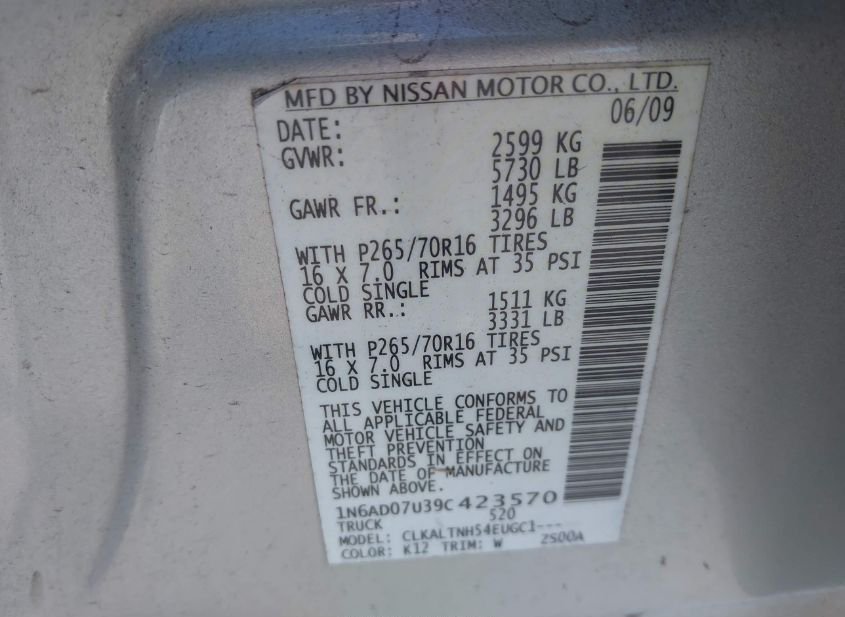 MFD BY NISSAN MOTOR CO., LTD.
DATE: 06/09
GVWR: 2599 KG
5730 LB
GAWR FR.: 1495 KG
3296 LB
WITH P265/70R16 TIRES
16 X 7.0 RIMS AT 35 PSI
COLD SINGLE
GAWR RR.: 1511 KG
3331 LB
WITH P265/70R16 TIRES
16 X 7.0 RIMS AT 35 PSI
COLD SINGLE
THIS VEHICLE CONFORMS TO
ALL APPLICABLE FEDERAL
MOTOR VEHICLE SAFETY AND
THEFT PREVENTION
STANDARDS IN EFFECT ON
THE DATE OF MANUFACTURE
SHOWN ABOVE.
1N6AD07U39C423570
TRUCK 520
MODEL: CLKALTNH54EUGC1---
COLOR: K12 TRIM: W ZS00A